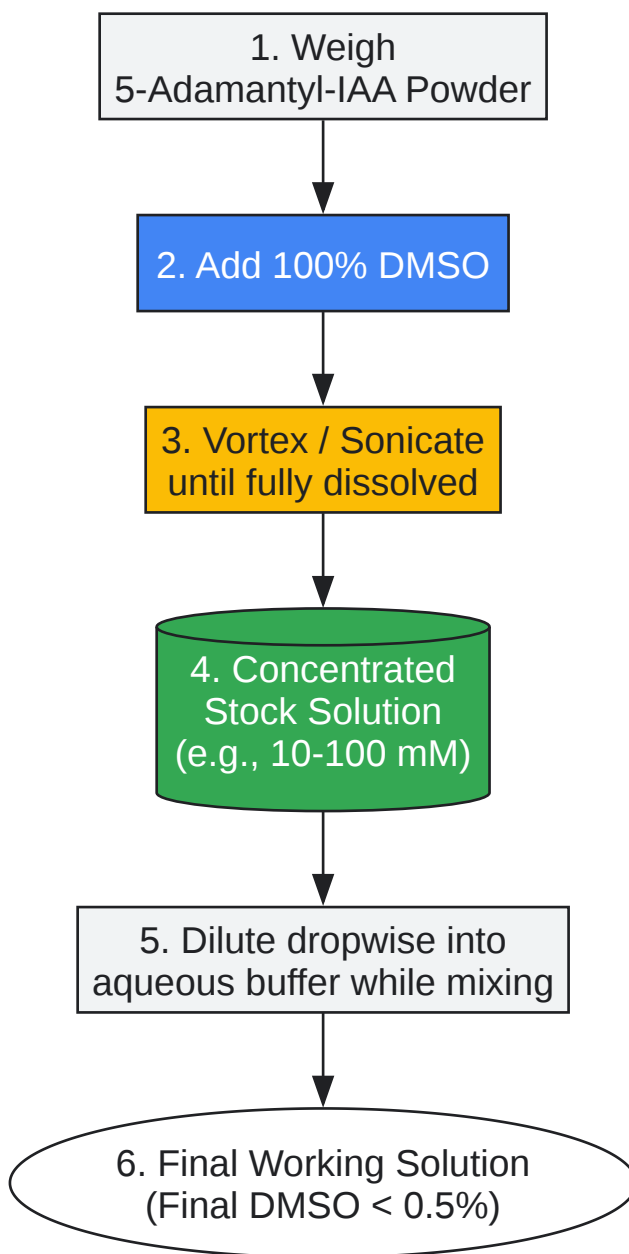 1. Weigh
5-Adamantyl-IAA Powder
2. Add 100% DMSO
3. Vortex / Sonicate
until fully dissolved
4. Concentrated
Stock Solution
(e.g., 10-100 mM)
5. Dilute dropwise into
aqueous buffer while mixing
6. Final Working Solution
(Final DMSO < 0.5%)